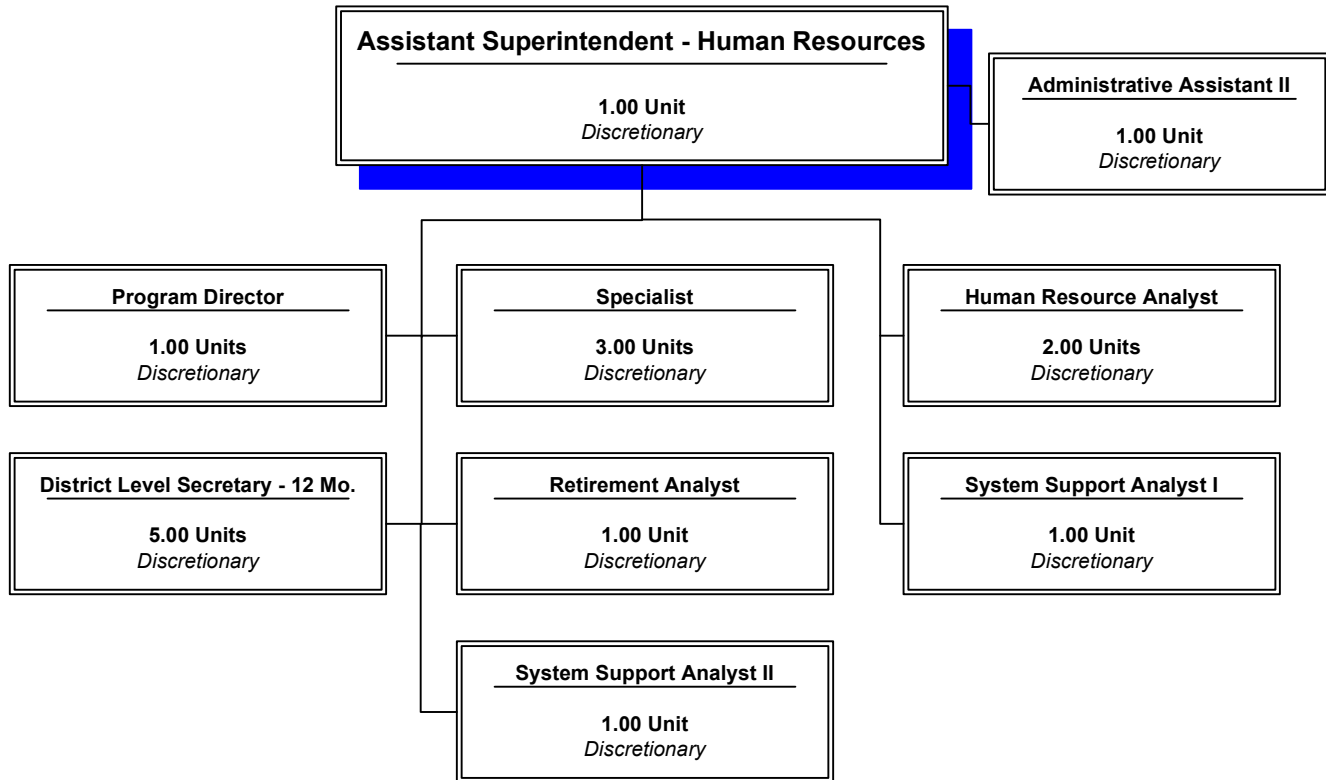 Assistant Superintendent - Human Resources
1.00 Unit
Discretionary
Administrative Assistant II
1.00 Unit
Discretionary
Program Director
1.00 Units
Discretionary
Specialist
3.00 Units
Discretionary
Human Resource Analyst
2.00 Units
Discretionary
District Level Secretary - 12 Mo.
5.00 Units
Discretionary
Retirement Analyst
1.00 Unit
Discretionary
System Support Analyst I
1.00 Unit
Discretionary
System Support Analyst II
1.00 Unit
Discretionary